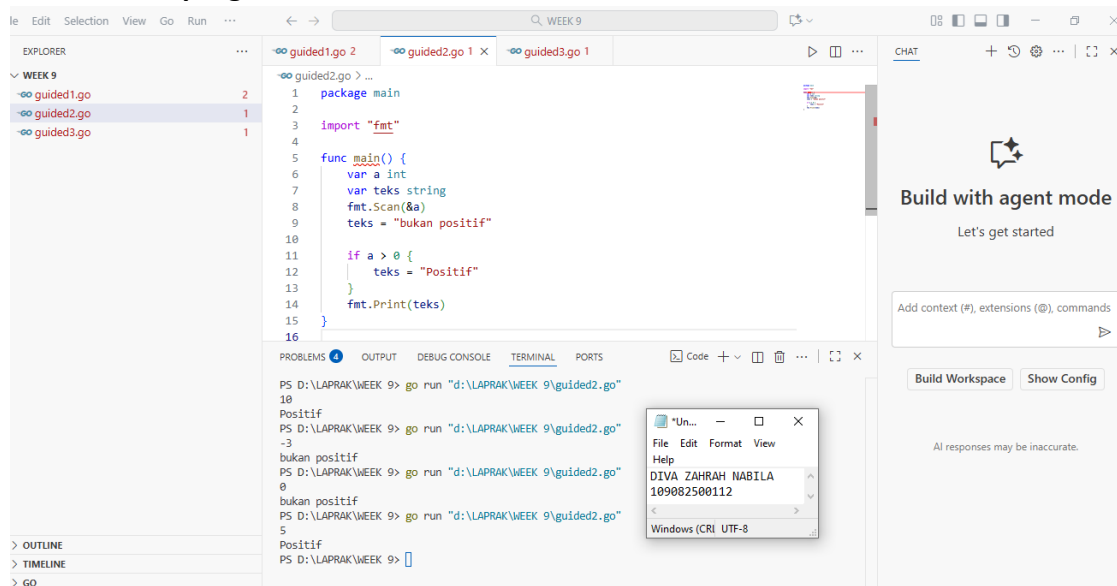 le Edit Selection View Go Run ...
WEEK 9
EXPLORER ...
WEEK 9
guided1.go 2
guided2.go 1
guided3.go 1
OUTLINE
TIMELINE
GO
guided1.go 2 guided2.go 1 guided3.go 1
guided2.go > ...
1 package main
2
3 import "fmt"
4
5 func main() {
6 var a int
7 var teks string
8 fmt.Scan(&a)
9 teks = "bukan positif"
10
11 if a > 0 {
12 teks = "Positif"
13 }
14 fmt.Print(teks)
15 }
16
PROBLEMS 4 OUTPUT DEBUG CONSOLE TERMINAL PORTS Code
PS D:\LAPRAK\WEEK 9> go run "d:\LAPRAK\WEEK 9\guided2.go"
10
Positif
PS D:\LAPRAK\WEEK 9> go run "d:\LAPRAK\WEEK 9\guided2.go"
-3
bukan positif
PS D:\LAPRAK\WEEK 9> go run "d:\LAPRAK\WEEK 9\guided2.go"
0
bukan positif
PS D:\LAPRAK\WEEK 9> go run "d:\LAPRAK\WEEK 9\guided2.go"
5
Positif
PS D:\LAPRAK\WEEK 9>
*Un...
File Edit Format View
Help
DIVA ZAHRAH NABILA
109082500112
Windows (CRI UTF-8
CHAT
Build with agent mode
Let's get started
Add context (#), extensions (@), commands
Build Workspace Show Config
AI responses may be inaccurate.